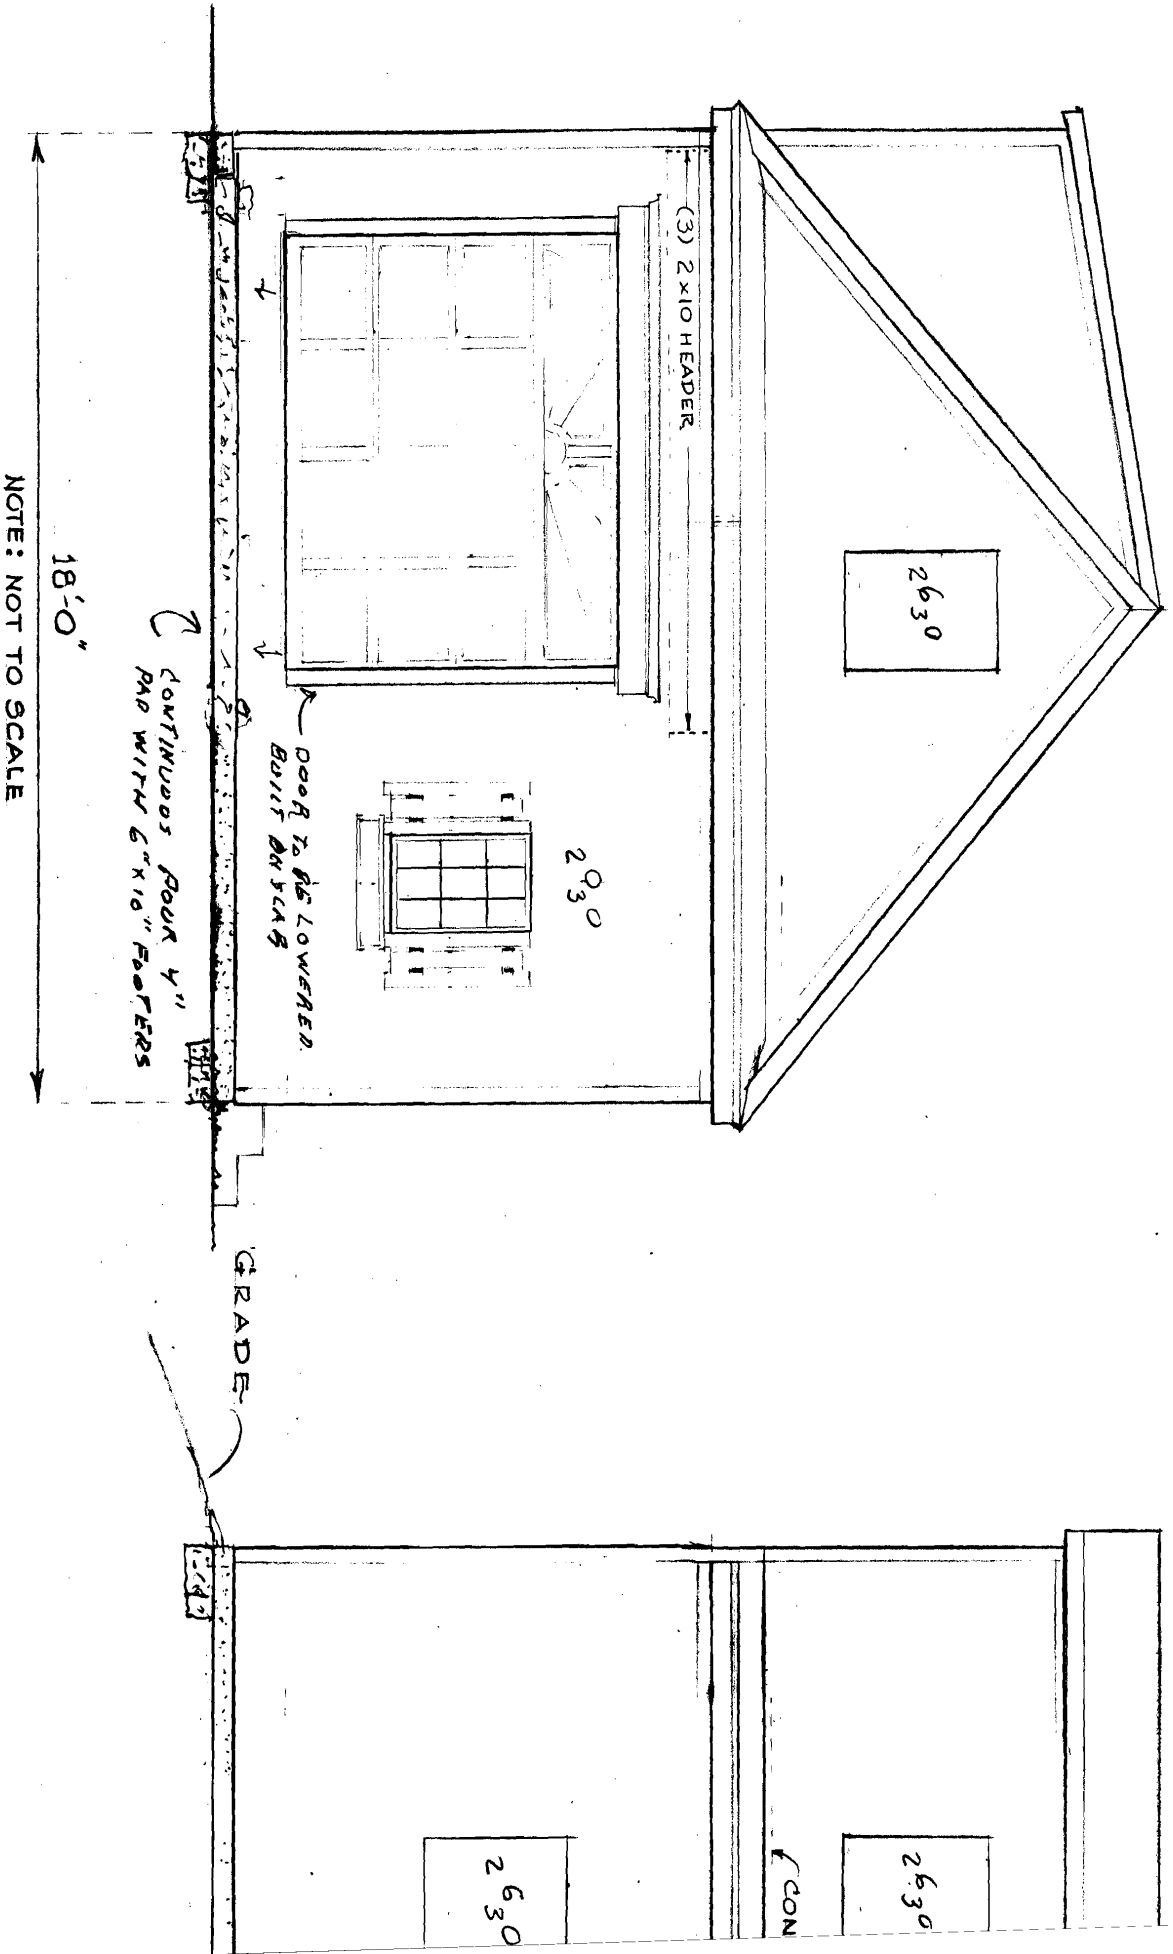 2⁶3⁰
(3) 2x10 HEADER
2⁰3⁰
DOOR TO BE LOWERED
BUILT ON SLAB
CONTINUOS POUR 4"
PAD WITH 6"x10" FOOTERS
18'-0"
NOTE: NOT TO SCALE
GRADE
2⁶3⁰
CON
2⁶3⁰